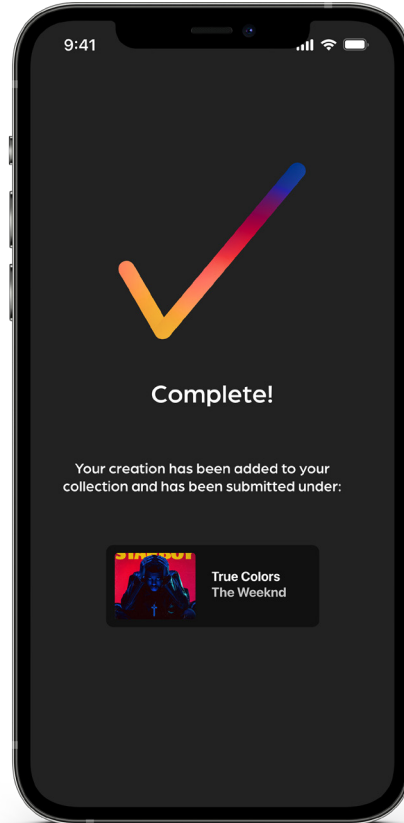 9:41
Complete!
Your creation has been added to your
collection and has been submitted under:
STARBOY
True Colors
The Weeknd